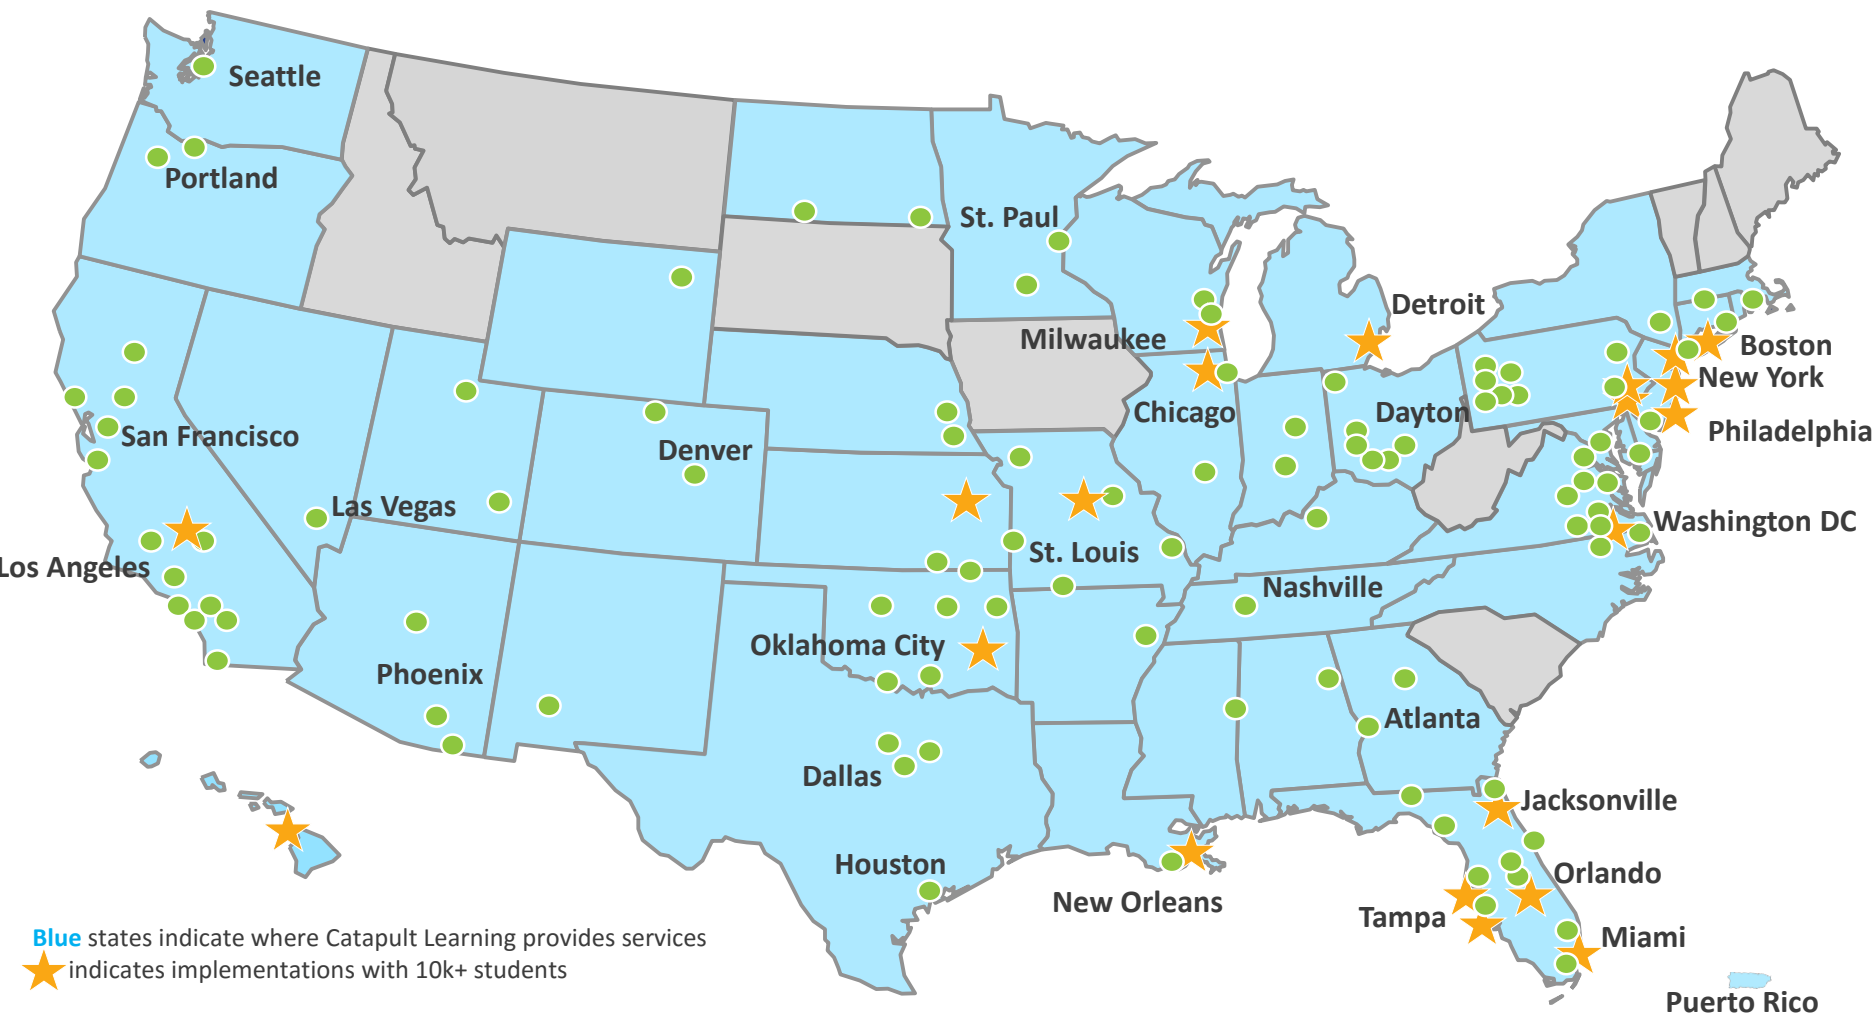 Seattle
Portland
St. Paul
Detroit
Milwaukee
Boston
New York
Chicago
Dayton
Philadelphia
San Francisco
Denver
Las Vegas
Washington DC
St. Louis
Los Angeles
Nashville
Oklahoma City
Phoenix
Atlanta
Dallas
Jacksonville
Houston
Orlando
New Orleans
Tampa
Miami
Blue states indicate where Catapult Learning provides services
indicates implementations with 10k+ students
Puerto Rico